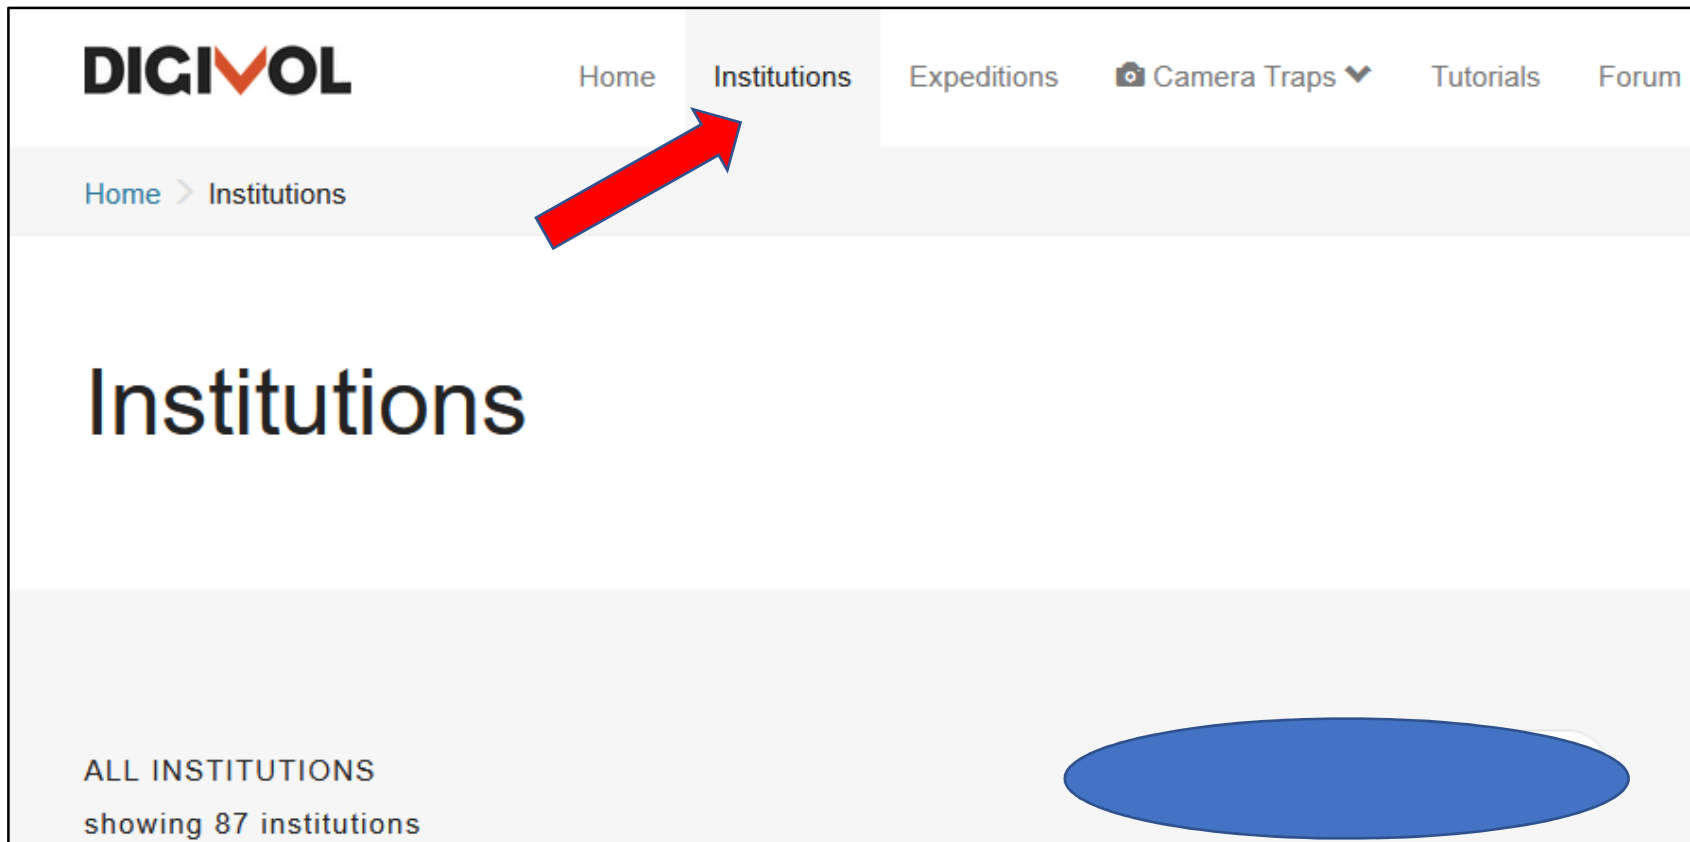 DIGIVOL
Home Institutions Expeditions Camera Traps Tutorials Forum
Home > Institutions
Institutions
ALL INSTITUTIONS
showing 87 institutions